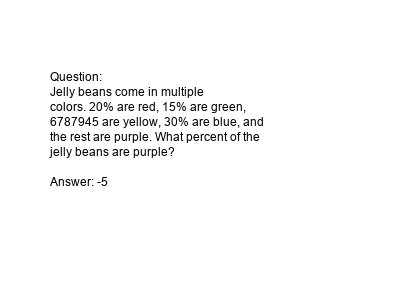 Question:
Jelly beans come in multiple
colors. 20% are red, 15% are green,
6787945 are yellow, 30% are blue, and
the rest are purple. What percent of the
jelly beans are purple?
Answer: -5